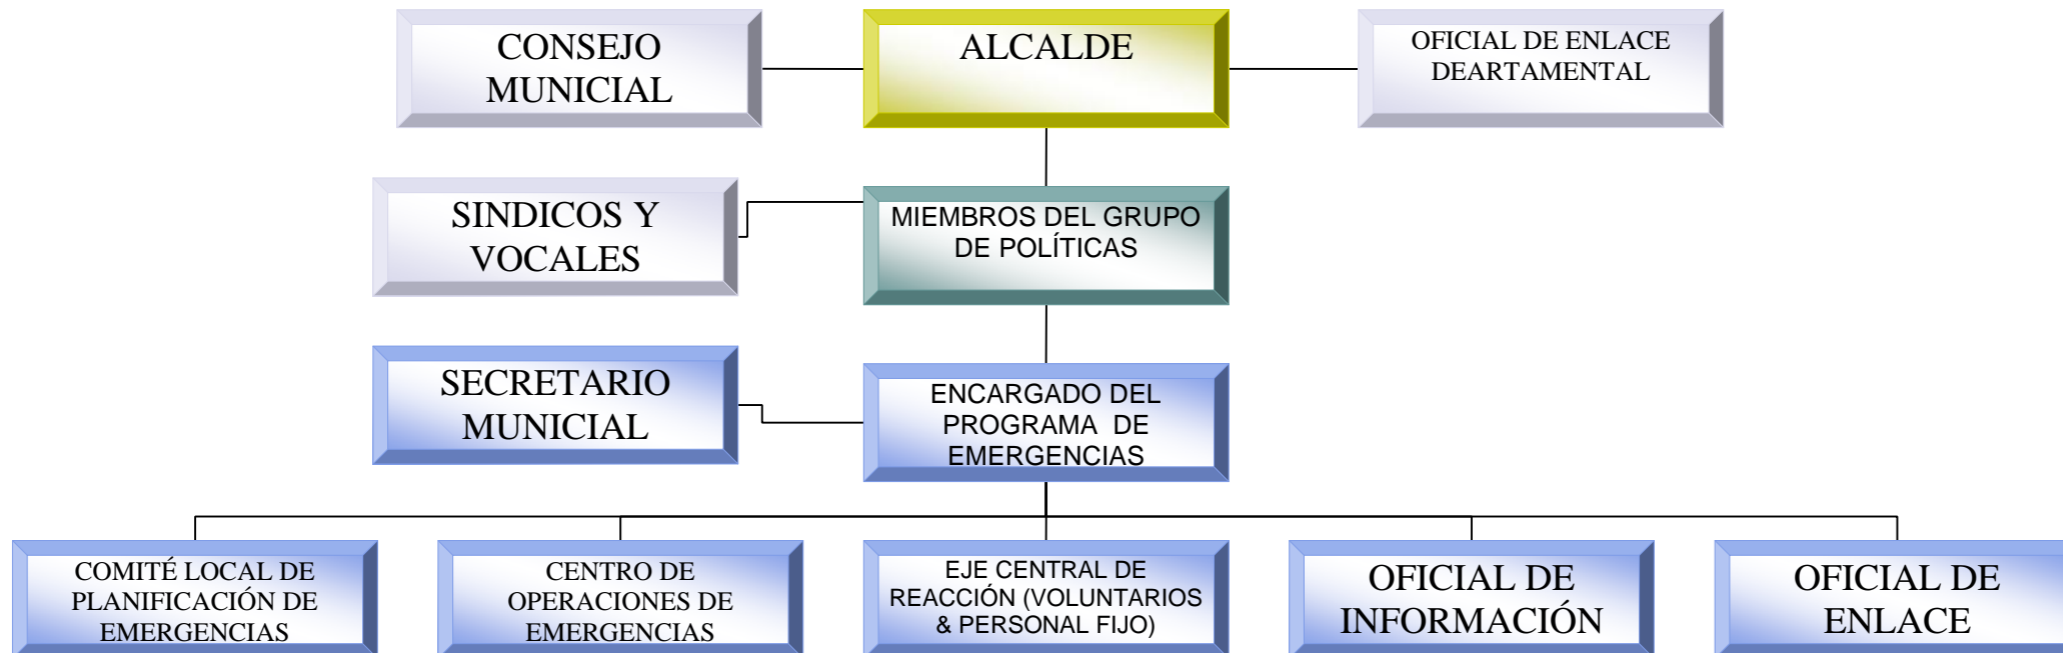 CONSEJO
MUNICIAL
ALCALDE
OFICIAL DE ENLACE
DEARTAMENTAL
SINDICOS Y
VOCALES
MIEMBROS DEL GRUPO
DE POLÍTICAS
SECRETARIO
MUNICIAL
ENCARGADO DEL
PROGRAMA DE
EMERGENCIAS
COMITÉ LOCAL DE
PLANIFICACIÓN DE
EMERGENCIAS
CENTRO DE
OPERACIONES DE
EMERGENCIAS
EJE CENTRAL DE
REACCIÓN (VOLUNTARIOS
& PERSONAL FIJO)
OFICIAL DE
INFORMACIÓN
OFICIAL DE
ENLACE